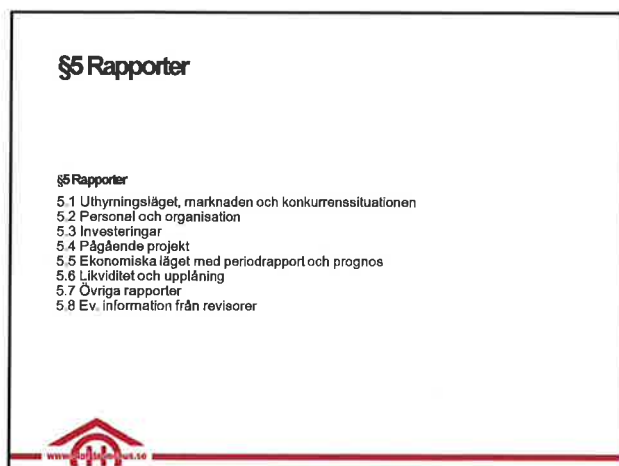 §5 Rapporter
§5 Rapporter
5.1 Uthyrningsläget, marknaden och konkurrenssituationen
5.2 Personal och organisation
5.3 Investeringar
5.4 Pågående projekt
5.5 Ekonomiska läget med periodrapport och prognos
5.6 Likviditet och upplåning
5.7 Övriga rapporter
5.8 Ev. information från revisorer